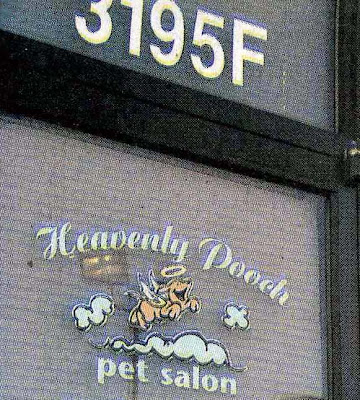 3195F
Heavenly Pooch
pet salon